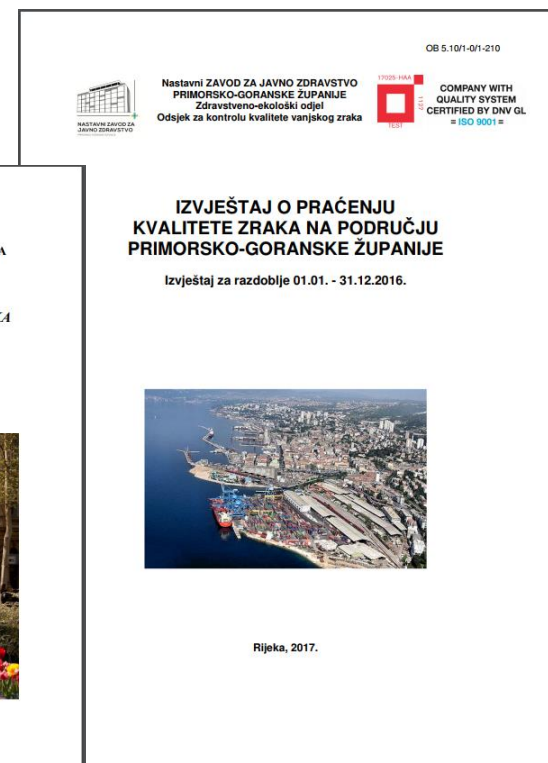 OB 5.10/1-0/1-210
NASTAVNI ZAVOD ZA
JAVNO ZDRAVSTVO
Nastavni ZAVOD ZA JAVNO ZDRAVSTVO
PRIMORSKO-GORANSKE ŽUPANIJE
Zdravstveno-ekološki odjel
Odsjek za kontrolu kvalitete vanjskog zraka
17025· HAA
1127
TEST
COMPANY WITH
QUALITY SYSTEM
CERTIFIED BY DNV GL
= ISO 9001 =
IZVJEŠTAJ O PRAĆENJU
KVALITETE ZRAKA NA PODRUČJU
PRIMORSKO-GORANSKE ŽUPANIJE
Izvještaj za razdoblje 01.01. - 31.12.2016.
Rijeka, 2017.